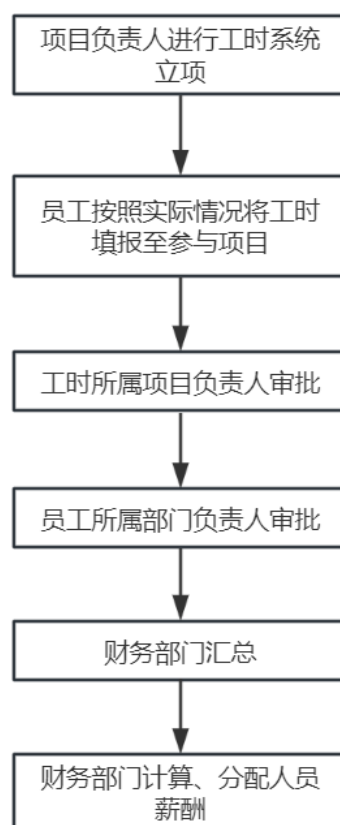 项目负责人进行工时系统
立项
员工按照实际情况将工时
填报至参与项目
工时所属项目负责人审批
员工所属部门负责人审批
财务部门汇总
财务部门计算、分配人员
薪酬